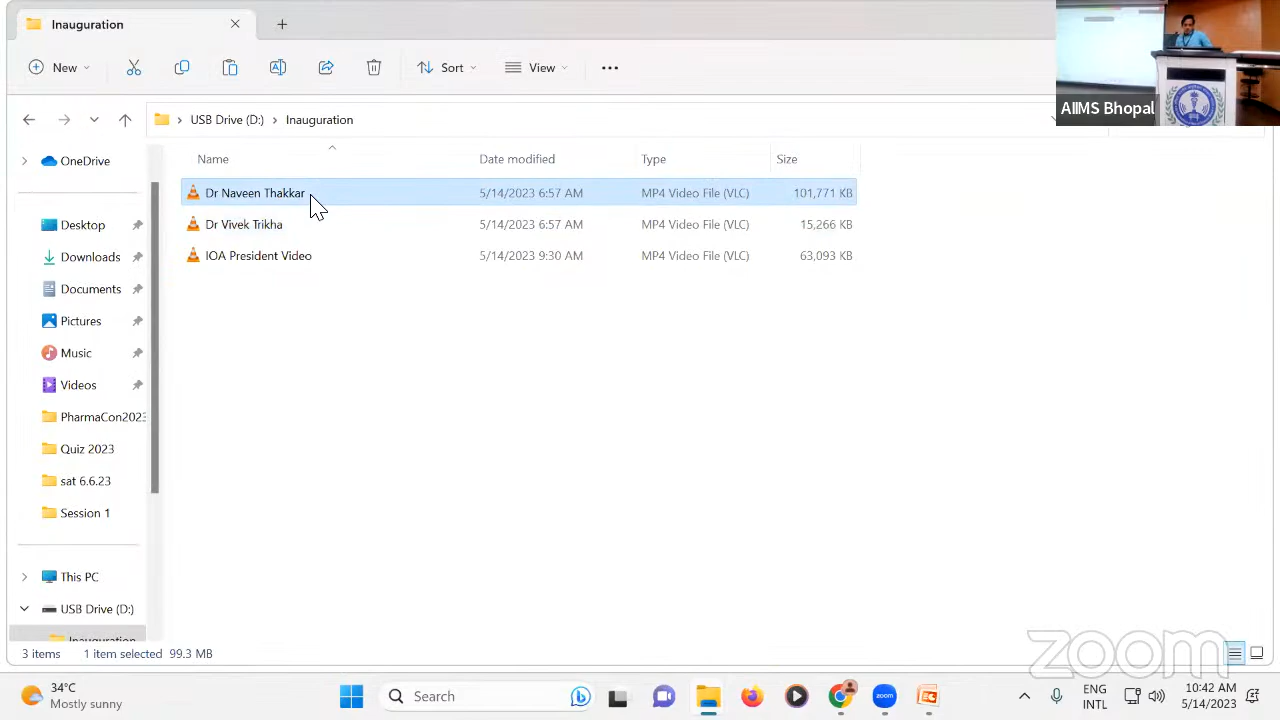 Inauguration
New
Sort
View
AIIMS Bhopal
USB Drive (D:) > Inauguration
OneDrive
Name
Date modified
Type
Size
Dr Naveen Thakkar 5/14/2023 6:57 AM MP4 Video File (VLC) 101,771 KB
Dr Vivek Trikha 5/14/2023 6:57 AM MP4 Video File (VLC) 15,266 KB
IOA President Video 5/14/2023 9:30 AM MP4 Video File (VLC) 63,093 KB
Desktop
Downloads
Documents
Pictures
Music
Videos
PharmaCon2023
Quiz 2023
sat 6.6.23
Session 1
This PC
USB Drive (D:)
Inauguration
3 items 1 item selected 99.3 MB
zoom
34°C
Mostly sunny
Search
zoom
ENG
INTL
10:42 AM
5/14/2023